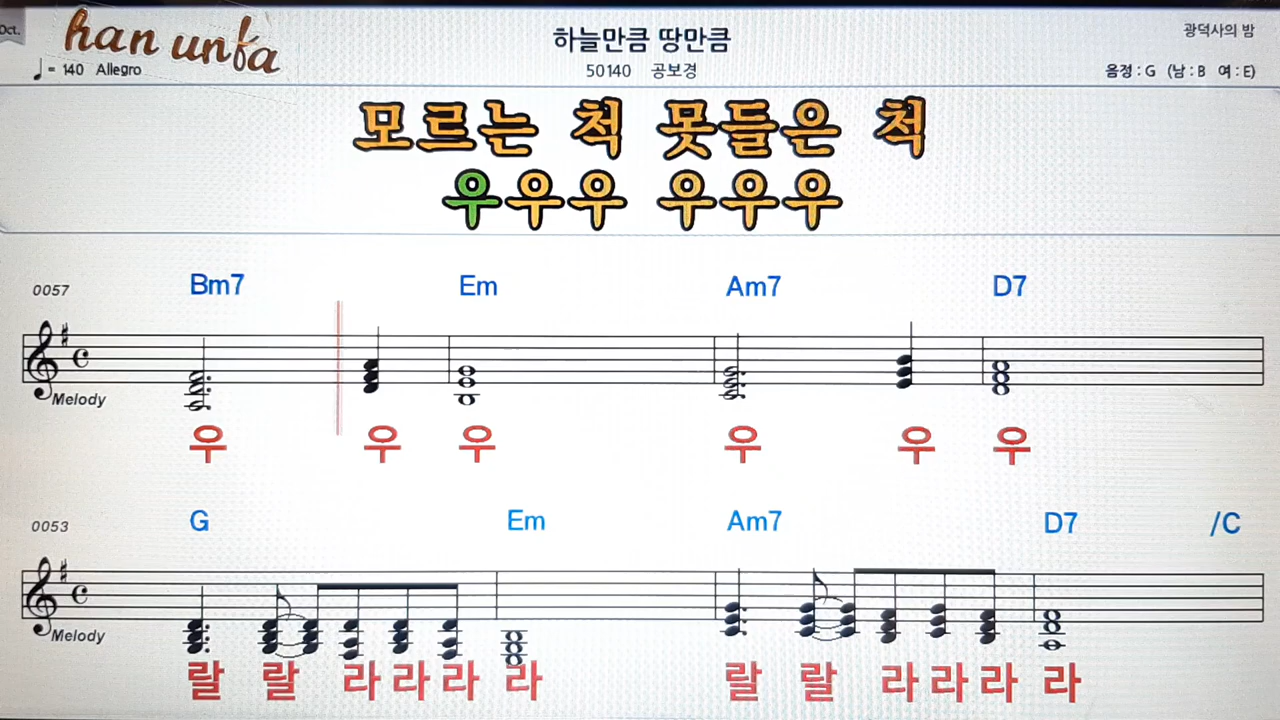 Oct.
han unfa
하늘만큼 땅만큼
광덕사의 밤
♩= 140 Allegro
50140 공보경
음정 : G (남 : B 여 : E)
모르는 척 못들은 척
우우우 우우우
0057 Bm7 Em Am7 D7
Melody
우 우 우 우 우 우
0053 G Em Am7 D7 /C
Melody
랄 랄 라 라 라 라 랄 랄 라 라 라 라